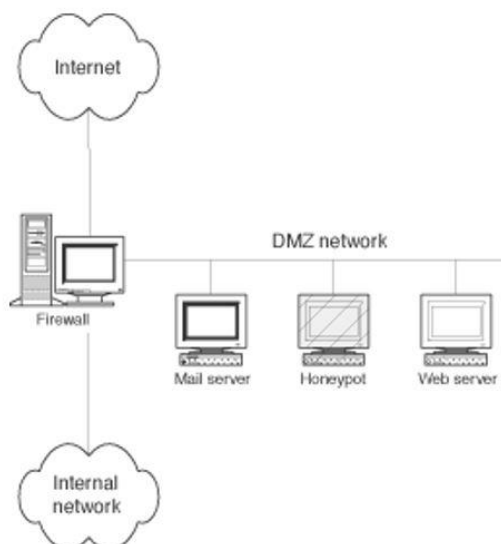 Internet
DMZ network
Firewall
Mail server
Honeypot
Web server
Internal
network